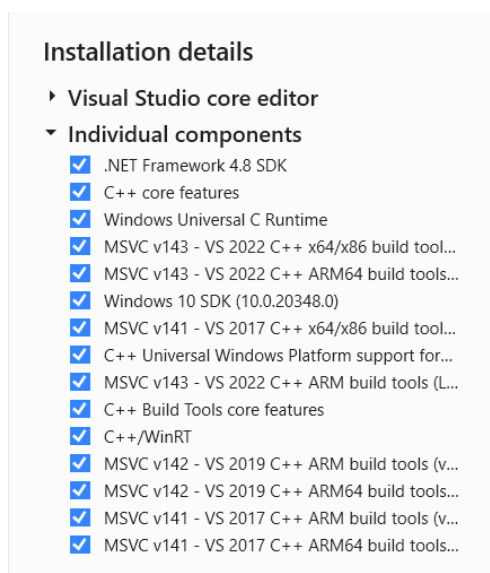 Installation details
Visual Studio core editor
Individual components
.NET Framework 4.8 SDK
C++ core features
Windows Universal C Runtime
MSVC v143 - VS 2022 C++ x64/x86 build tool...
MSVC v143 - VS 2022 C++ ARM64 build tools...
Windows 10 SDK (10.0.20348.0)
MSVC v141 - VS 2017 C++ x64/x86 build tool...
C++ Universal Windows Platform support for...
MSVC v143 - VS 2022 C++ ARM build tools (L...
C++ Build Tools core features
C++/WinRT
MSVC v142 - VS 2019 C++ ARM build tools (v...
MSVC v142 - VS 2019 C++ ARM64 build tools...
MSVC v141 - VS 2017 C++ ARM build tools (v...
MSVC v141 - VS 2017 C++ ARM64 build tools...